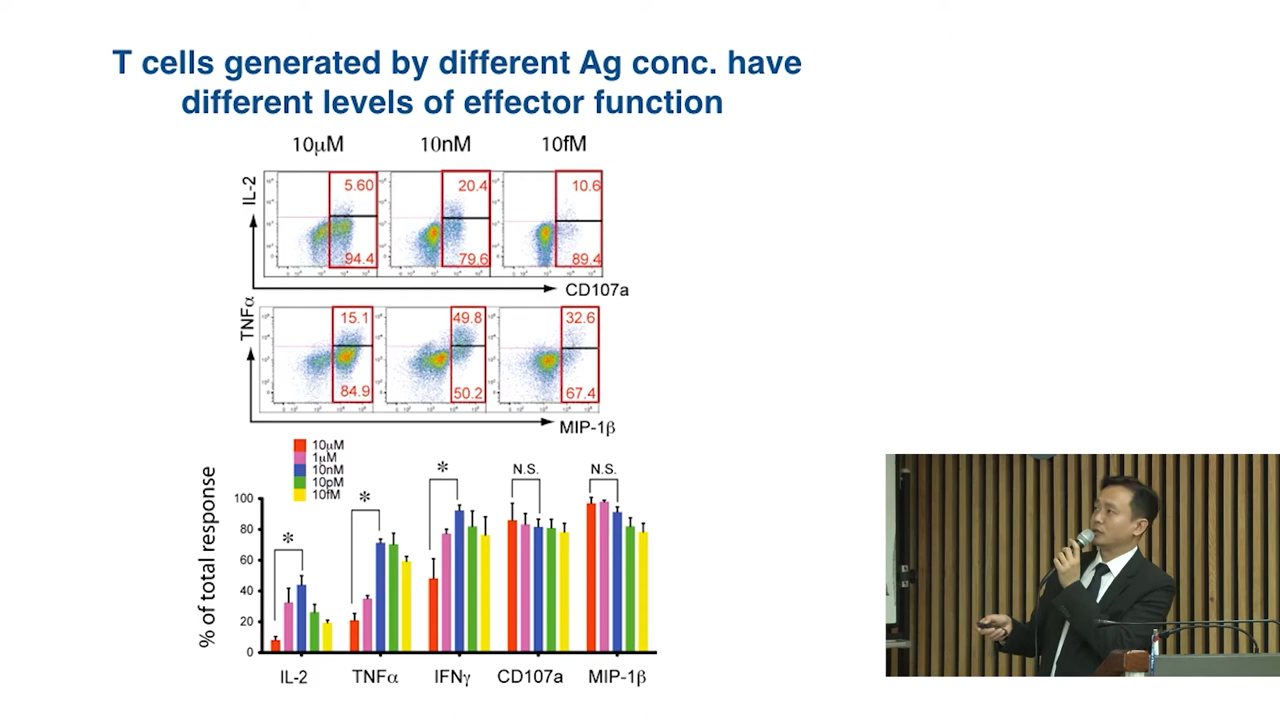 T cells generated by different Ag conc. have
different levels of effector function
10μM 10nM 10fM
IL-2
5.60 20.4 10.6
94.4 79.6 89.4
CD107a
TNFα
15.1 49.8 32.6
84.9 50.2 67.4
MIP-1β
10μM
1μM
10nM
10pM
10fM
% of total response
100
80
60
40
20
0
* * * N.S. N.S.
IL-2 TNFα IFNγ CD107a MIP-1β